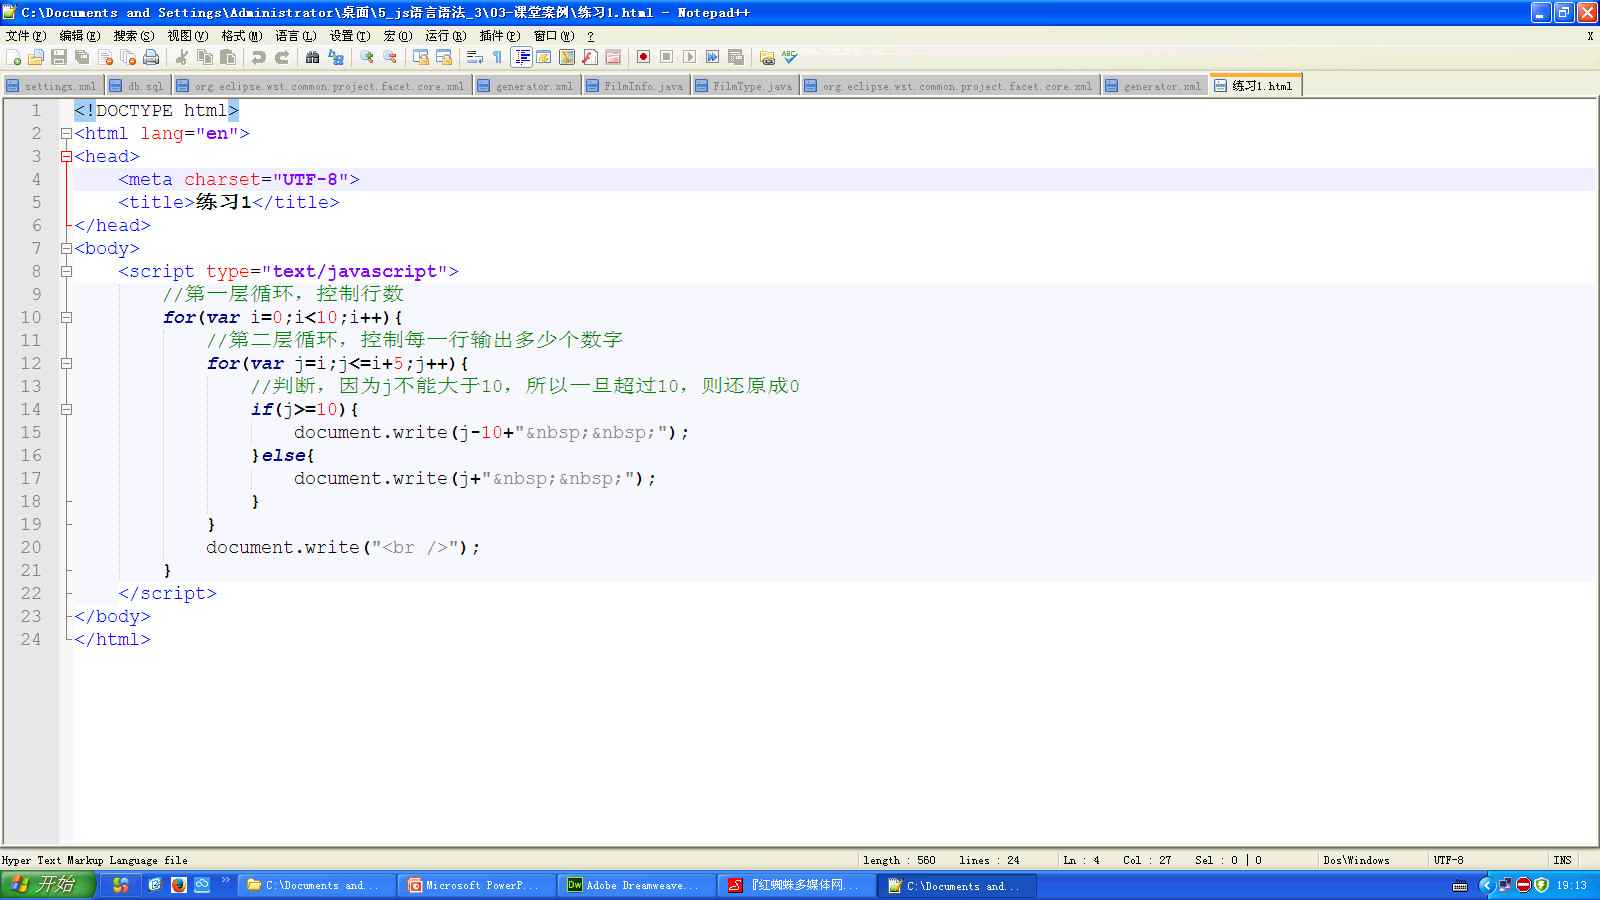 C:\Documents and Settings\Administrator\桌面\5_js语言语法_3\03-课堂案例\练习1.html - Notepad++
文件(F) 编辑(E) 搜索(S) 视图(V) 格式(M) 语言(L) 设置(T) 宏(O) 运行(R) 插件(P) 窗口(W) ? X
settings.xml db.sql org.eclipse.wst.common.project.facet.core.xml generator.xml FilmInfo.java FilmType.java org.eclipse.wst.common.project.facet.core.xml generator.xml 练习1.html
1 <!DOCTYPE html>
2 <html lang="en">
3 <head>
4 <meta charset="UTF-8">
5 <title>练习1</title>
6 </head>
7 <body>
8 <script type="text/javascript">
9 //第一层循环，控制行数
10 for(var i=0;i<10;i++){
11 //第二层循环，控制每一行输出多少个数字
12 for(var j=i;j<=i+5;j++){
13 //判断，因为j不能大于10，所以一旦超过10，则还原成0
14 if(j>=10){
15 document.write(j-10+"&nbsp;&nbsp;");
16 }else{
17 document.write(j+"&nbsp;&nbsp;");
18 }
19 }
20 document.write("<br />");
21 }
22 </script>
23 </body>
24 </html>
Hyper Text Markup Language file length : 560 lines : 24 Ln : 4 Col : 27 Sel : 0 | 0 Dos\Windows UTF-8 INS
开始 C:\Documents and... Microsoft PowerP... Adobe Dreamweave... 『红蜘蛛多媒体网... C:\Documents and... 19:13